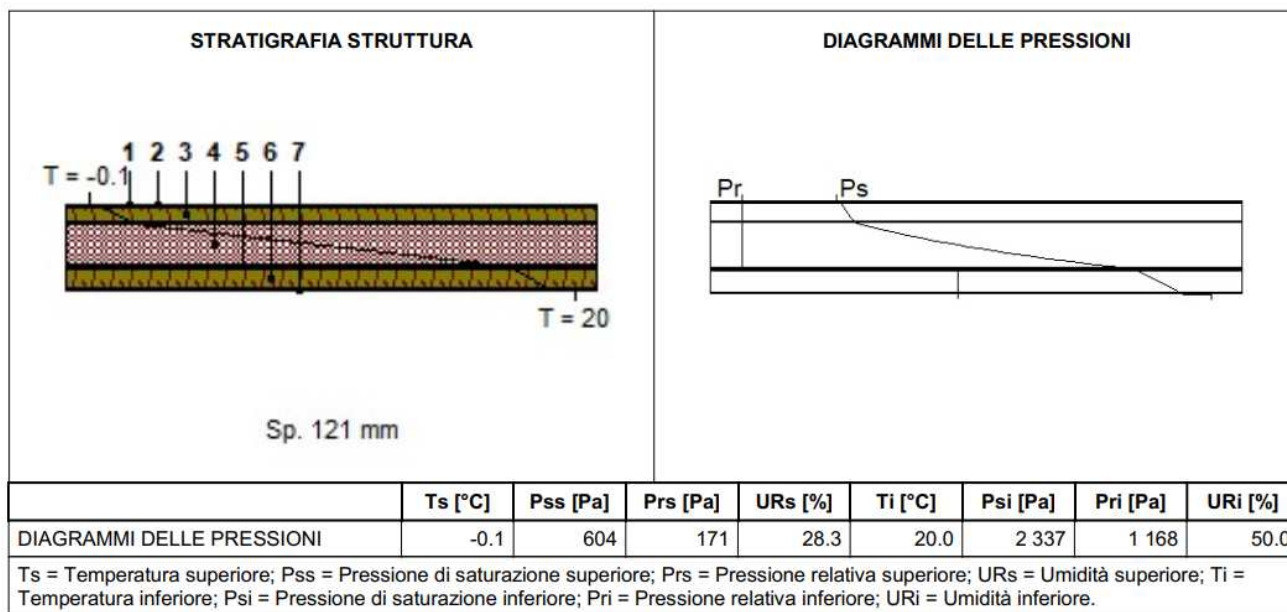 STRATIGRAFIA STRUTTURA
DIAGRAMMI DELLE PRESSIONI
1 2 3 4 5 6 7
T = -0.1
T = 20
Sp. 121 mm
Pr Ps
Ts [°C] Pss [Pa] Prs [Pa] URs [%] Ti [°C] Psi [Pa] Pri [Pa] URi [%]
DIAGRAMMI DELLE PRESSIONI -0.1 604 171 28.3 20.0 2 337 1 168 50.0
Ts = Temperatura superiore; Pss = Pressione di saturazione superiore; Prs = Pressione relativa superiore; URs = Umidità superiore; Ti =
Temperatura inferiore; Psi = Pressione di saturazione inferiore; Pri = Pressione relativa inferiore; URi = Umidità inferiore.